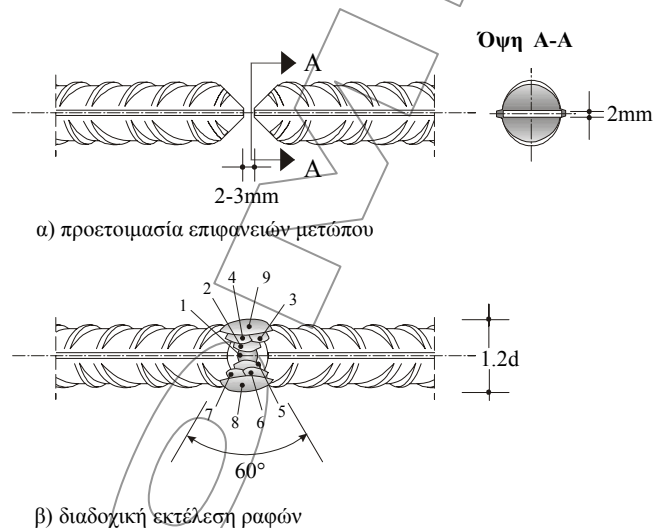 Όψη A-A
A
2mm
A
2-3mm
α) προετοιμασία επιφανειών μετώπου
4 9
2 3
1
1.2d
7 8 6 5
60°
β) διαδοχική εκτέλεση ραφών